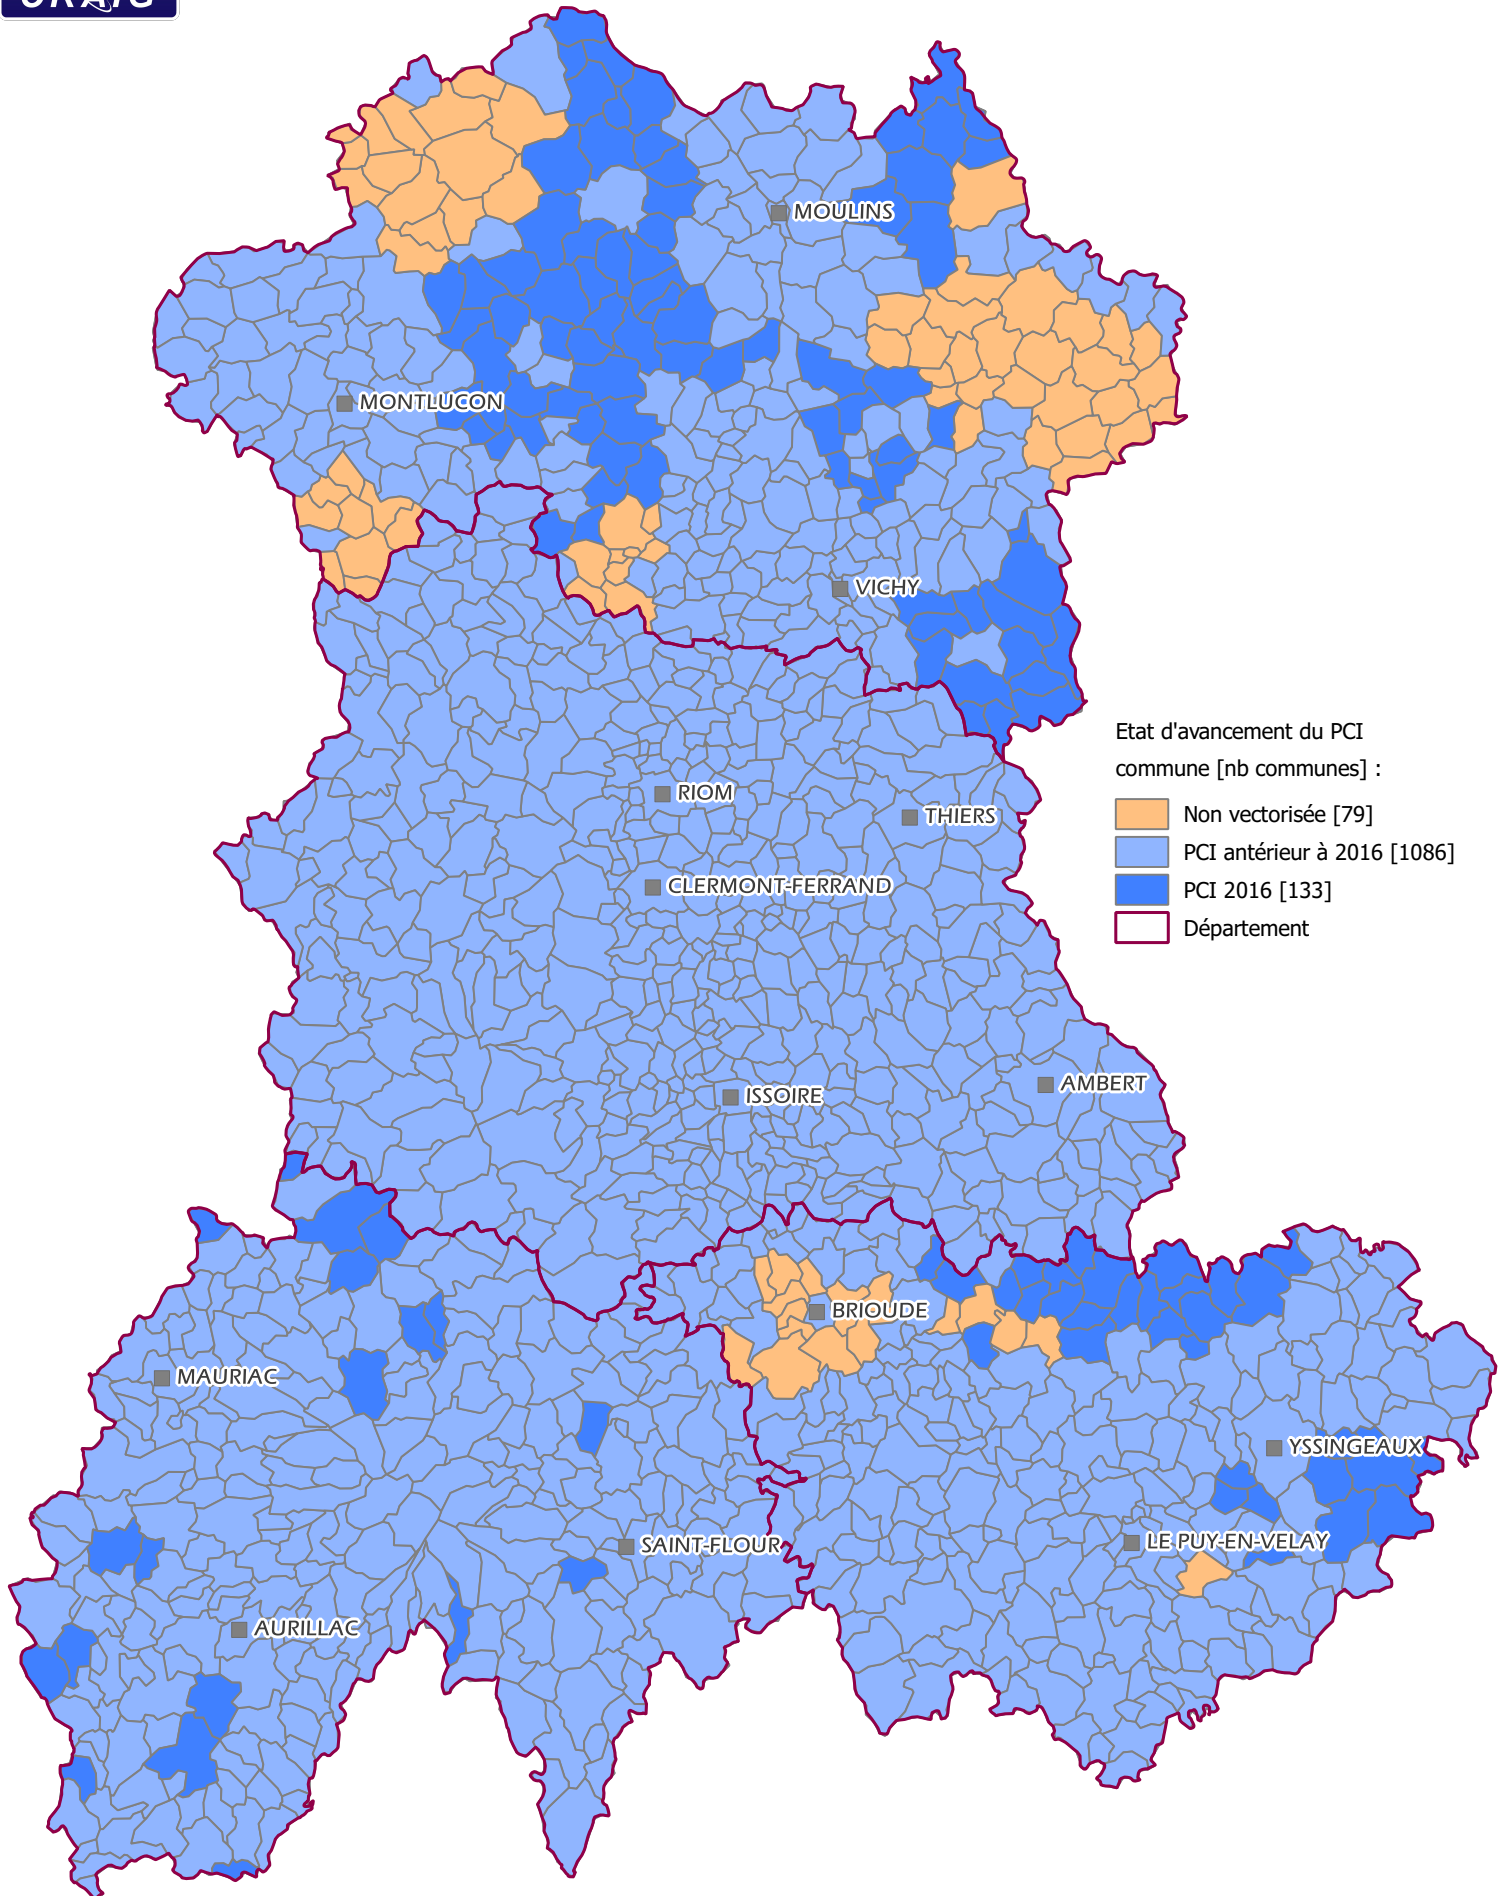 CRAIG
MOULINS
MONTLUCON
VICHY
Etat d'avancement du PCI
commune [nb communes] :
RIOM
Non vectorisée [79]
THIERS
PCI antérieur à 2016 [1086]
CLERMONT-FERRAND
PCI 2016 [133]
Département
AMBERT
ISSOIRE
BRIOUDE
MAURIAC
YSSINGEAUX
LE PUY-EN-VELAY
SAINT-FLOUR
AURILLAC